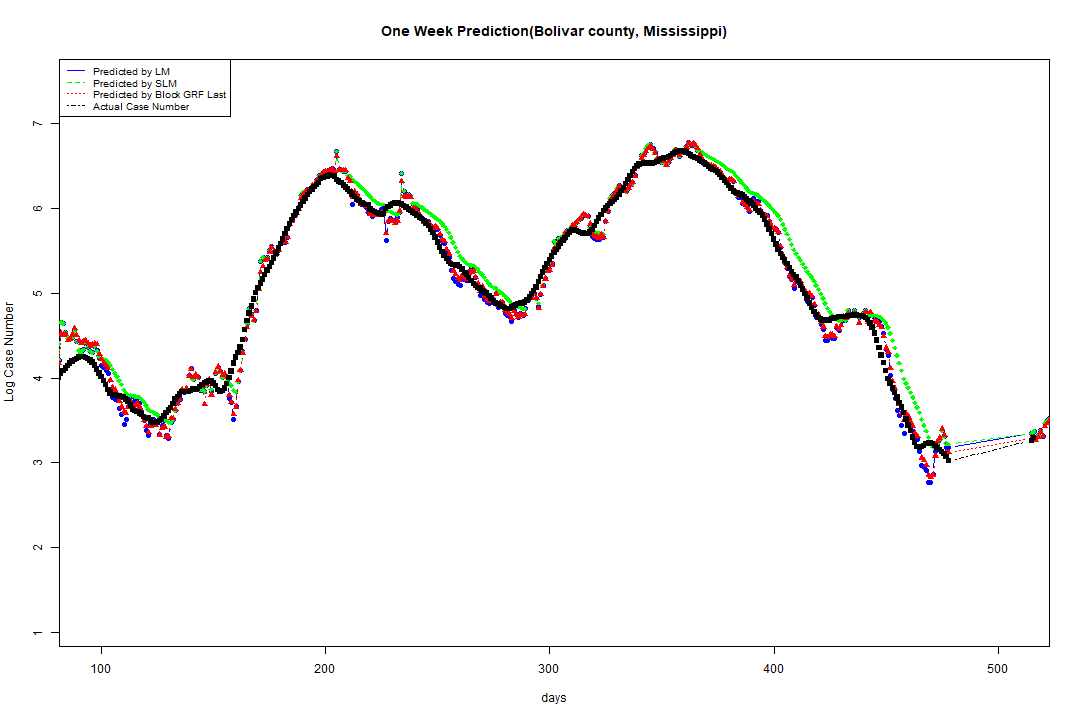 One Week Prediction(Bolivar county, Mississippi)
Predicted by LM
Predicted by SLM
Predicted by Block GRF Last
Actual Case Number
7
6
5
4
3
2
1
Log Case Number
100 200 300 400 500
days